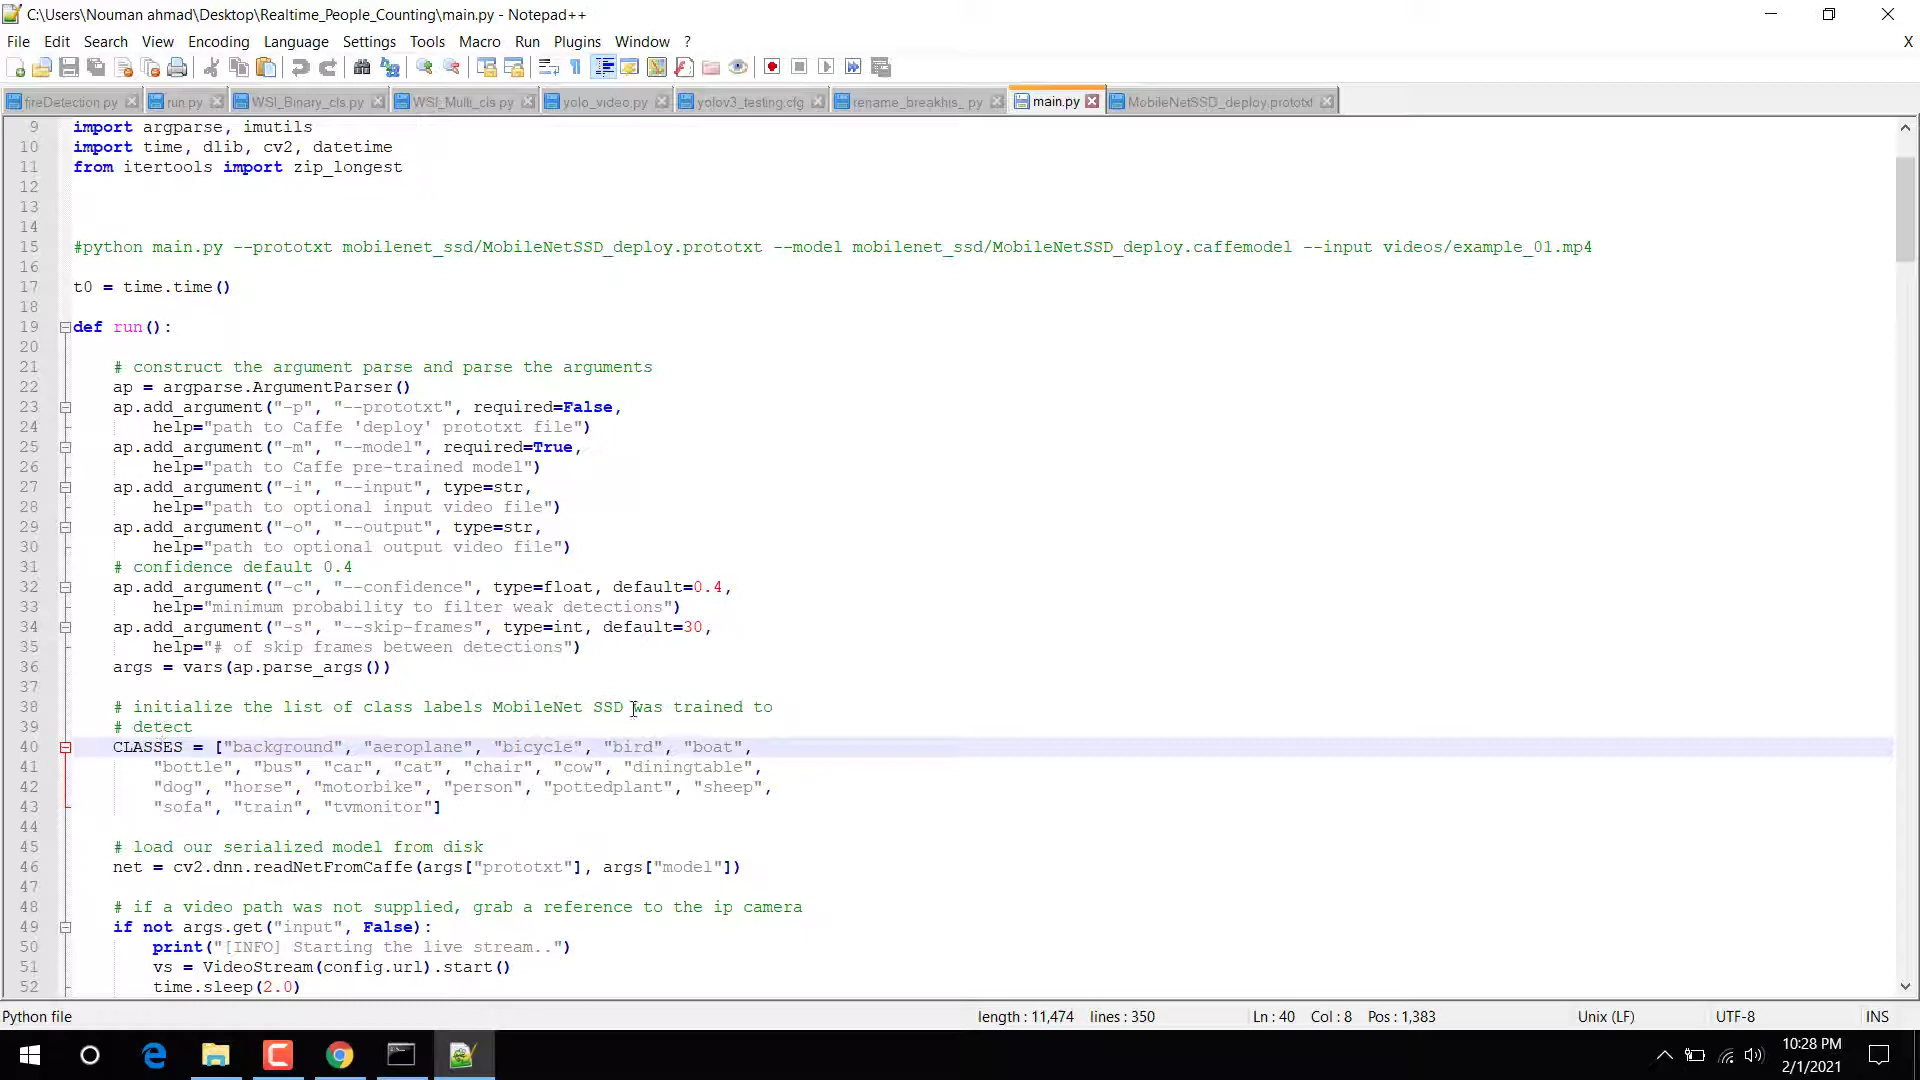 C:\Users\Nouman ahmad\Desktop\Realtime_People_Counting\main.py - Notepad++
File Edit Search View Encoding Language Settings Tools Macro Run Plugins Window ? X
fireDetection.py run.py WSI_Binary_cls.py WSI_Multi_cls.py yolo_video.py yolov3_testing.cfg rename_breakhis_.py main.py MobileNetSSD_deploy.prototxt
9 import argparse, imutils
10 import time, dlib, cv2, datetime
11 from itertools import zip_longest
12
13
14
15 #python main.py --prototxt mobilenet_ssd/MobileNetSSD_deploy.prototxt --model mobilenet_ssd/MobileNetSSD_deploy.caffemodel --input videos/example_01.mp4
16
17 t0 = time.time()
18
19 def run():
20
21 # construct the argument parse and parse the arguments
22 ap = argparse.ArgumentParser()
23 ap.add_argument("-p", "--prototxt", required=False,
24 help="path to Caffe 'deploy' prototxt file")
25 ap.add_argument("-m", "--model", required=True,
26 help="path to Caffe pre-trained model")
27 ap.add_argument("-i", "--input", type=str,
28 help="path to optional input video file")
29 ap.add_argument("-o", "--output", type=str,
30 help="path to optional output video file")
31 # confidence default 0.4
32 ap.add_argument("-c", "--confidence", type=float, default=0.4,
33 help="minimum probability to filter weak detections")
34 ap.add_argument("-s", "--skip-frames", type=int, default=30,
35 help="# of skip frames between detections")
36 args = vars(ap.parse_args())
37
38 # initialize the list of class labels MobileNet SSD was trained to
39 # detect
40 CLASSES = ["background", "aeroplane", "bicycle", "bird", "boat",
41 "bottle", "bus", "car", "cat", "chair", "cow", "diningtable",
42 "dog", "horse", "motorbike", "person", "pottedplant", "sheep",
43 "sofa", "train", "tvmonitor"]
44
45 # load our serialized model from disk
46 net = cv2.dnn.readNetFromCaffe(args["prototxt"], args["model"])
47
48 # if a video path was not supplied, grab a reference to the ip camera
49 if not args.get("input", False):
50 print("[INFO] Starting the live stream..")
51 vs = VideoStream(config.url).start()
52 time.sleep(2.0)
Python file length : 11,474 lines : 350 Ln : 40 Col : 8 Pos : 1,383 Unix (LF) UTF-8 INS
10:28 PM
2/1/2021